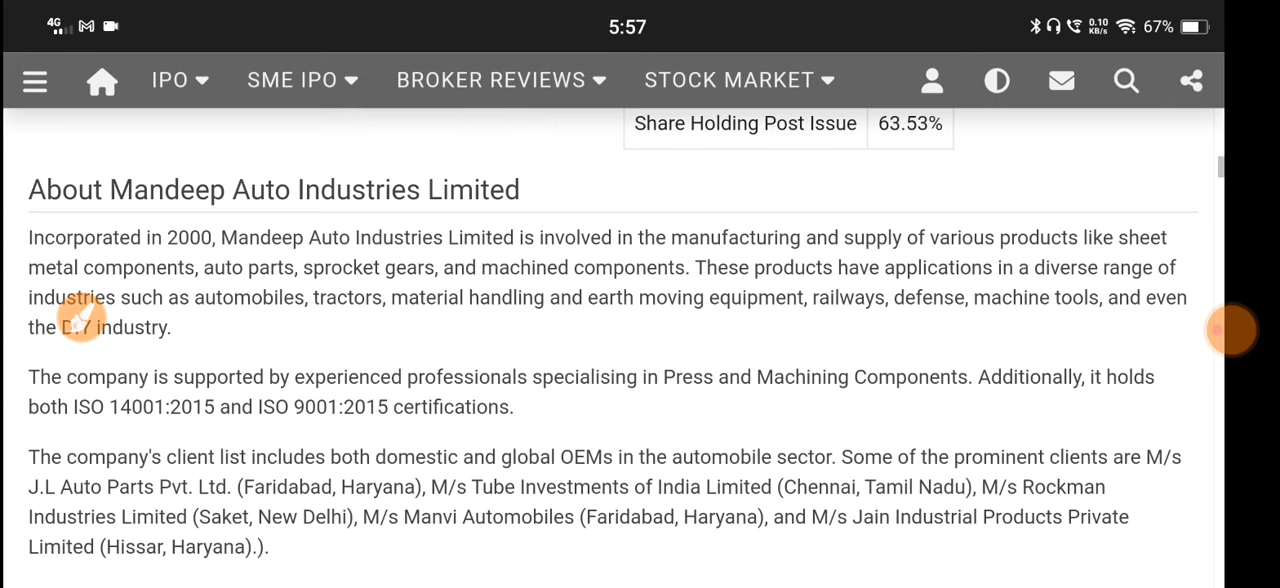 4G 5:57 0.10 KB/s 67%
IPO SME IPO BROKER REVIEWS STOCK MARKET
Share Holding Post Issue 63.53%
About Mandeep Auto Industries Limited
Incorporated in 2000, Mandeep Auto Industries Limited is involved in the manufacturing and supply of various products like sheet
metal components, auto parts, sprocket gears, and machined components. These products have applications in a diverse range of
industries such as automobiles, tractors, material handling and earth moving equipment, railways, defense, machine tools, and even
the industry.
The company is supported by experienced professionals specialising in Press and Machining Components. Additionally, it holds
both ISO 14001:2015 and ISO 9001:2015 certifications.
The company's client list includes both domestic and global OEMs in the automobile sector. Some of the prominent clients are M/s
J.L Auto Parts Pvt. Ltd. (Faridabad, Haryana), M/s Tube Investments of India Limited (Chennai, Tamil Nadu), M/s Rockman
Industries Limited (Saket, New Delhi), M/s Manvi Automobiles (Faridabad, Haryana), and M/s Jain Industrial Products Private
Limited (Hissar, Haryana).).